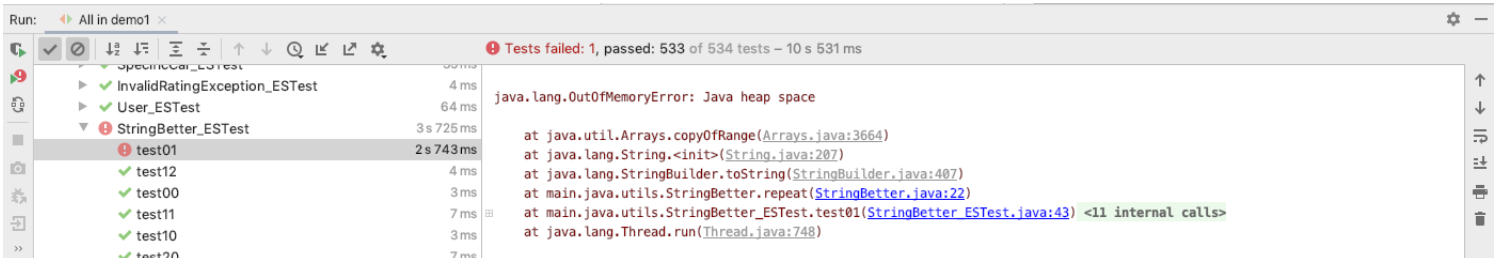 Run: All in demo1 ×
Tests failed: 1, passed: 533 of 534 tests – 10 s 531 ms
SpecificCar_ESTest
InvalidRatingException_ESTest 4 ms
User_ESTest 64 ms
StringBetter_ESTest 3 s 725 ms
test01 2 s 743 ms
test12 4 ms
test00 3 ms
test11 7 ms
test10 3 ms
test20 7 ms
java.lang.OutOfMemoryError: Java heap space
at java.util.Arrays.copyOfRange(Arrays.java:3664)
at java.lang.String.<init>(String.java:207)
at java.lang.StringBuilder.toString(StringBuilder.java:407)
at main.java.utils.StringBetter.repeat(StringBetter.java:22)
at main.java.utils.StringBetter_ESTest.test01(StringBetter_ESTest.java:43) <11 internal calls>
at java.lang.Thread.run(Thread.java:748)